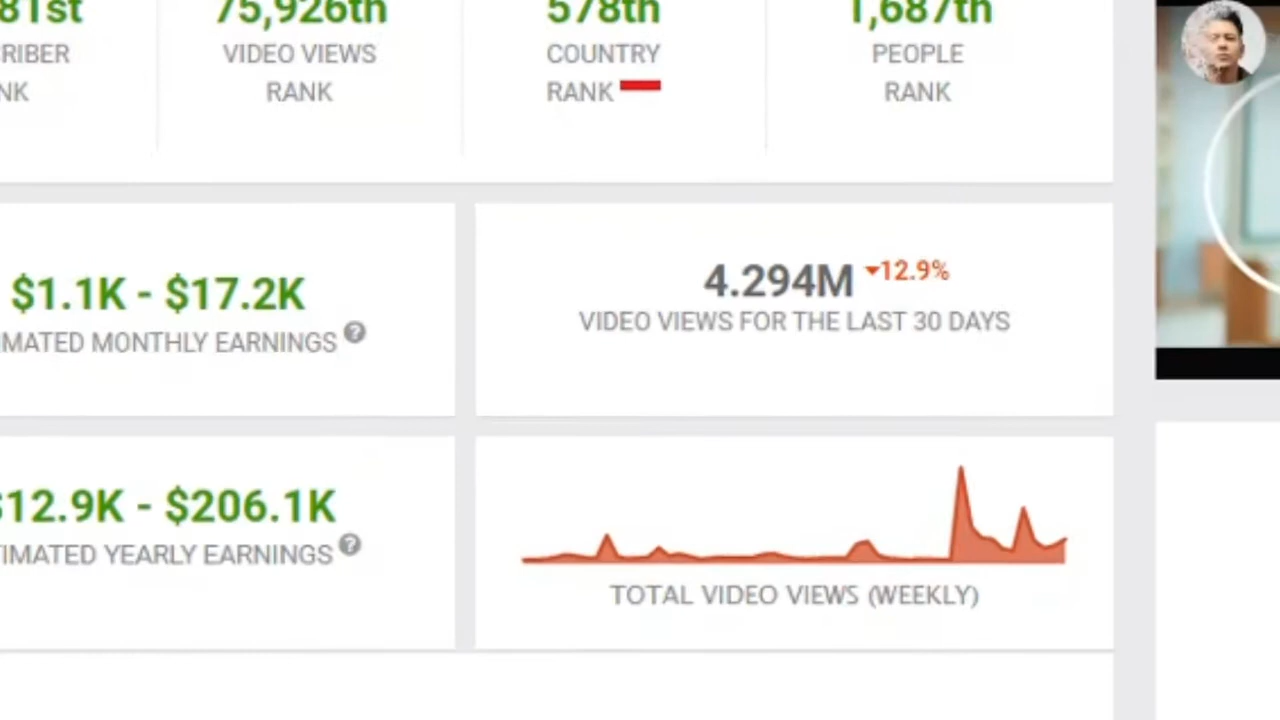 81st
75,926th
578th
1,687th
RIBER
VIDEO VIEWS
COUNTRY
PEOPLE
NK
RANK
RANK
RANK
$1.1K - $17.2K
MATED MONTHLY EARNINGS ?
4.294M 12.9%
VIDEO VIEWS FOR THE LAST 30 DAYS
$12.9K - $206.1K
TIMATED YEARLY EARNINGS ?
TOTAL VIDEO VIEWS (WEEKLY)